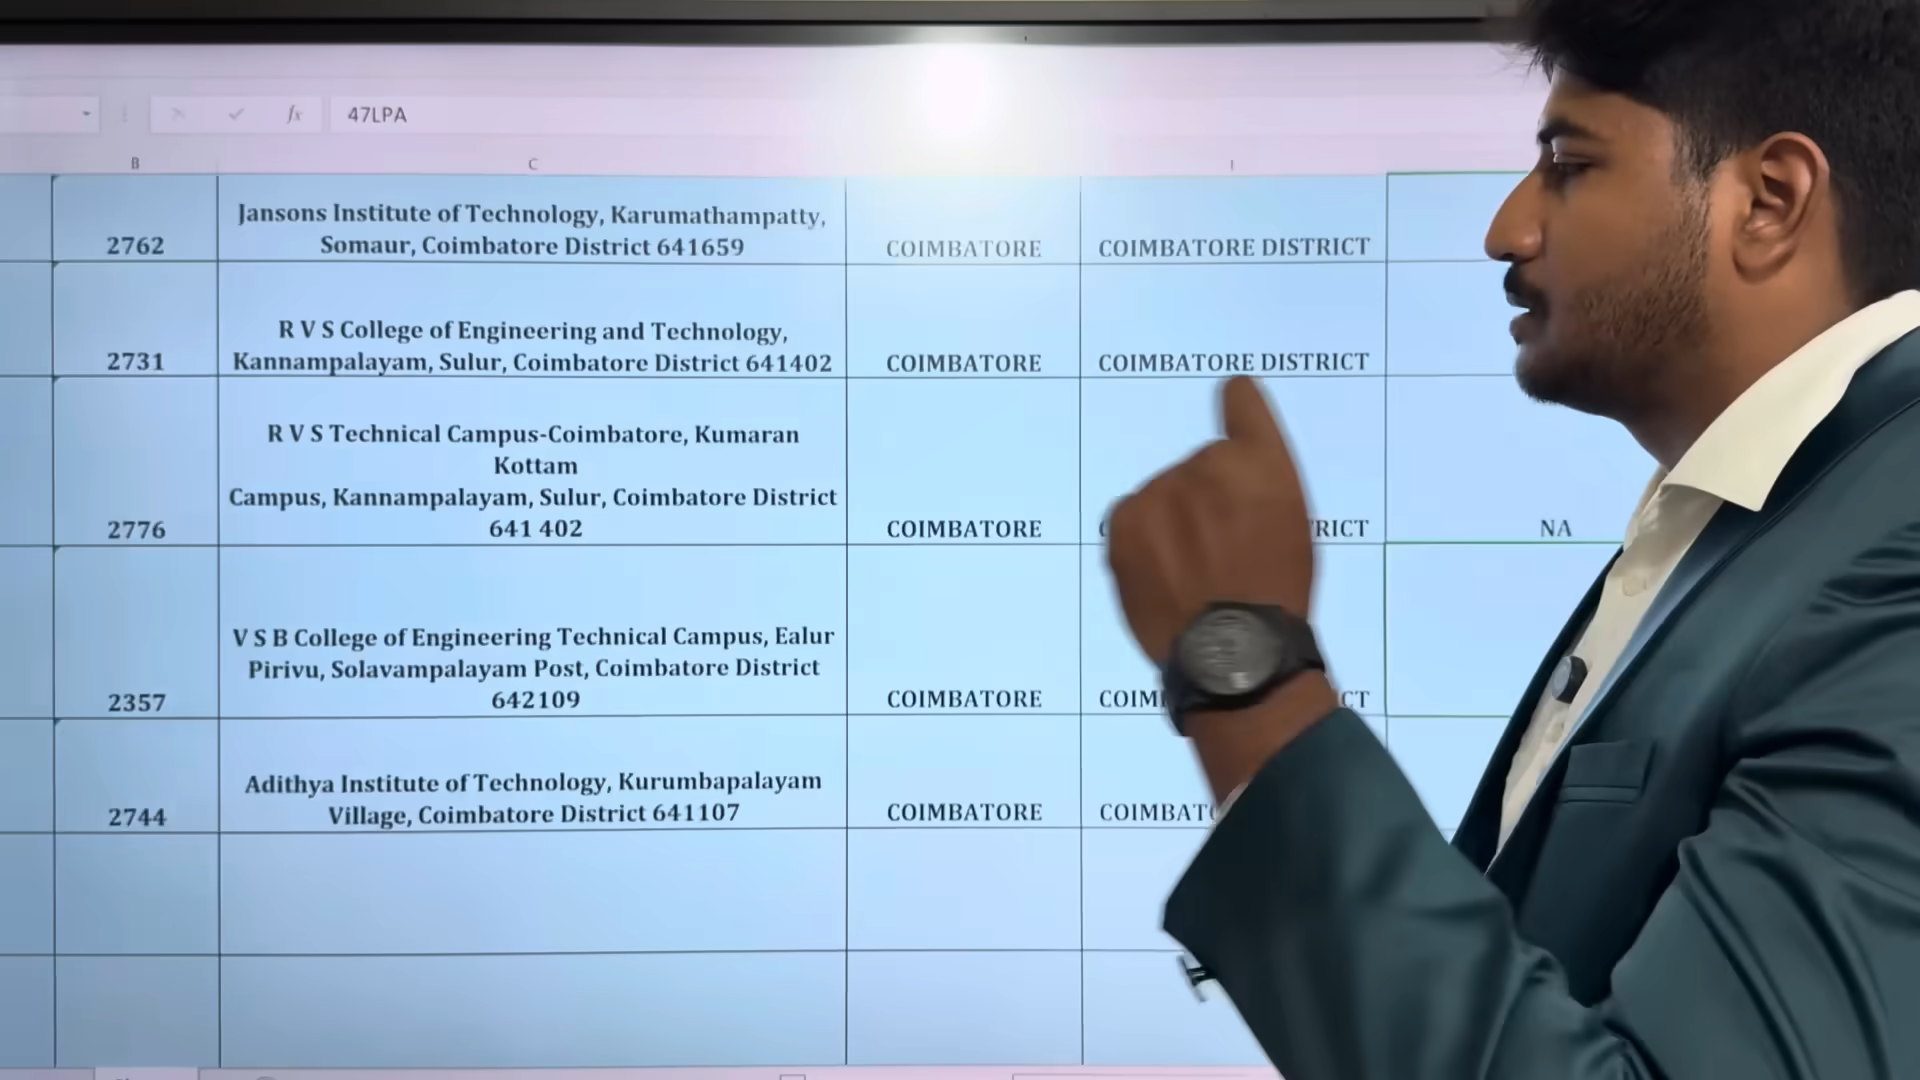 fx 47LPA
B C I
2762
Jansons Institute of Technology, Karumathampatty,
Somaur, Coimbatore District 641659
COIMBATORE
COIMBATORE DISTRICT
2731
R V S College of Engineering and Technology,
Kannampalayam, Sulur, Coimbatore District 641402
COIMBATORE
COIMBATORE DISTRICT
2776
R V S Technical Campus-Coimbatore, Kumaran
Kottam
Campus, Kannampalayam, Sulur, Coimbatore District
641 402
COIMBATORE
NA
2357
V S B College of Engineering Technical Campus, Ealur
Pirivu, Solavampalayam Post, Coimbatore District
642109
COIMBATORE
2744
Adithya Institute of Technology, Kurumbapalayam
Village, Coimbatore District 641107
COIMBATORE